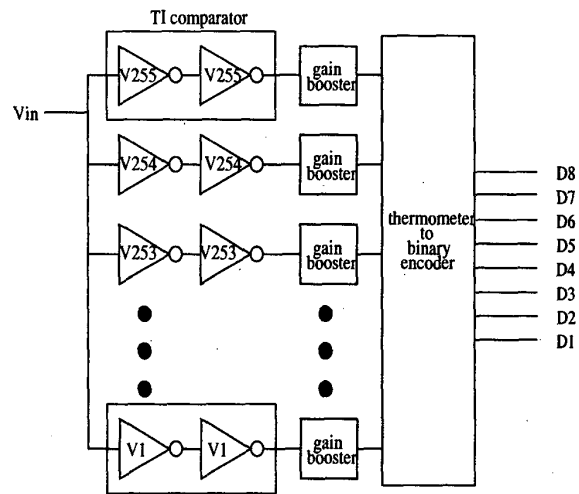 TI comparator
V255 V255 gain booster
Vin
V254 V254 gain booster
V253 V253 gain booster
thermometer to binary encoder
D8
D7
D6
D5
D4
D3
D2
D1
V1 V1 gain booster